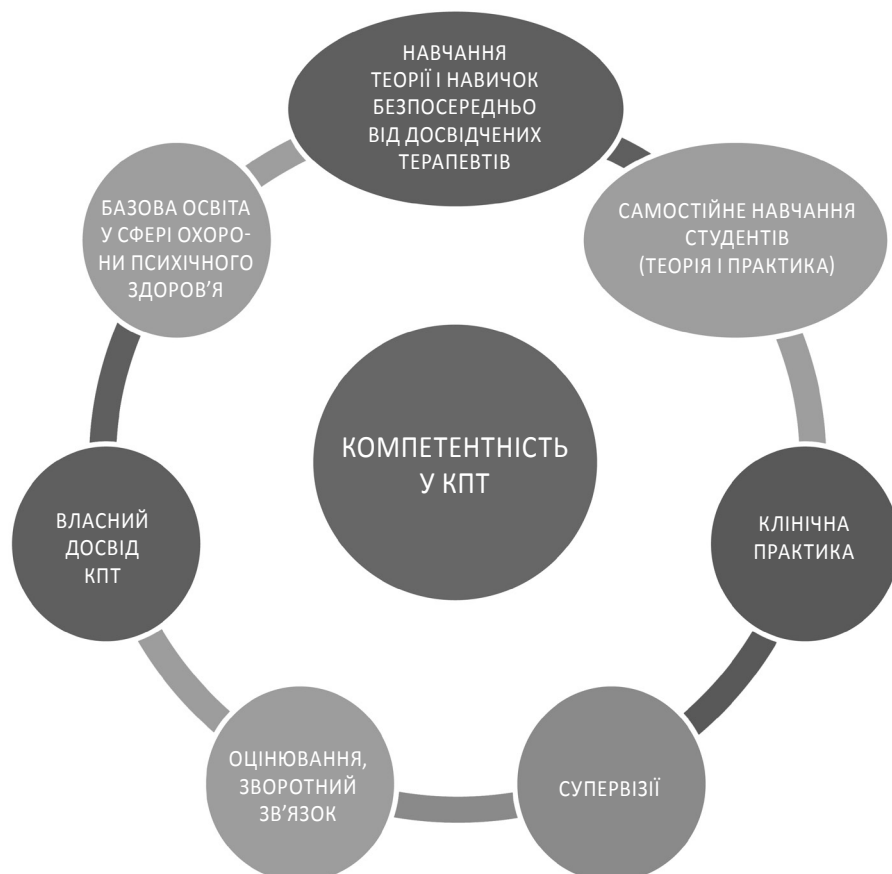 НАВЧАННЯ
ТЕОРІЇ І НАВИЧОК
БЕЗПОСЕРЕДНЬО
ВІД ДОСВІДЧЕНИХ
ТЕРАПЕВТІВ
САМОСТІЙНЕ НАВЧАННЯ
СТУДЕНТІВ
(ТЕОРІЯ І ПРАКТИКА)
КЛІНІЧНА
ПРАКТИКА
СУПЕРВІЗІЇ
ОЦІНЮВАННЯ,
ЗВОРОТНИЙ
ЗВ’ЯЗОК
ВЛАСНИЙ
ДОСВІД
КПТ
БАЗОВА ОСВІТА
У СФЕРІ ОХОРО-
НИ ПСИХІЧНОГО
ЗДОРОВ’Я
КОМПЕТЕНТНІСТЬ
У КПТ